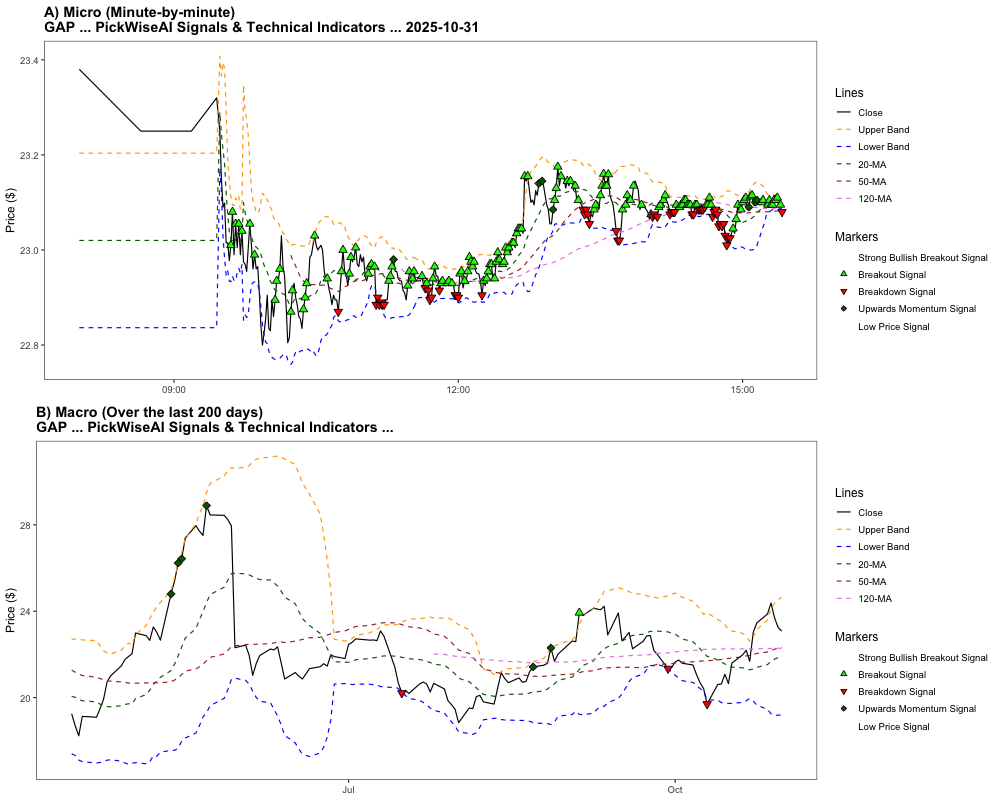 A) Micro (Minute-by-minute)
GAP ... PickWiseAI Signals & Technical Indicators ... 2025-10-31
Price ($)
23.4
23.2
23.0
22.8
09:00
12:00
15:00
Lines
Close
Upper Band
Lower Band
20-MA
50-MA
120-MA
Markers
Strong Bullish Breakout Signal
Breakout Signal
Breakdown Signal
Upwards Momentum Signal
Low Price Signal
B) Macro (Over the last 200 days)
GAP ... PickWiseAI Signals & Technical Indicators ...
Price ($)
28
24
20
Jul
Oct
Lines
Close
Upper Band
Lower Band
20-MA
50-MA
120-MA
Markers
Strong Bullish Breakout Signal
Breakout Signal
Breakdown Signal
Upwards Momentum Signal
Low Price Signal